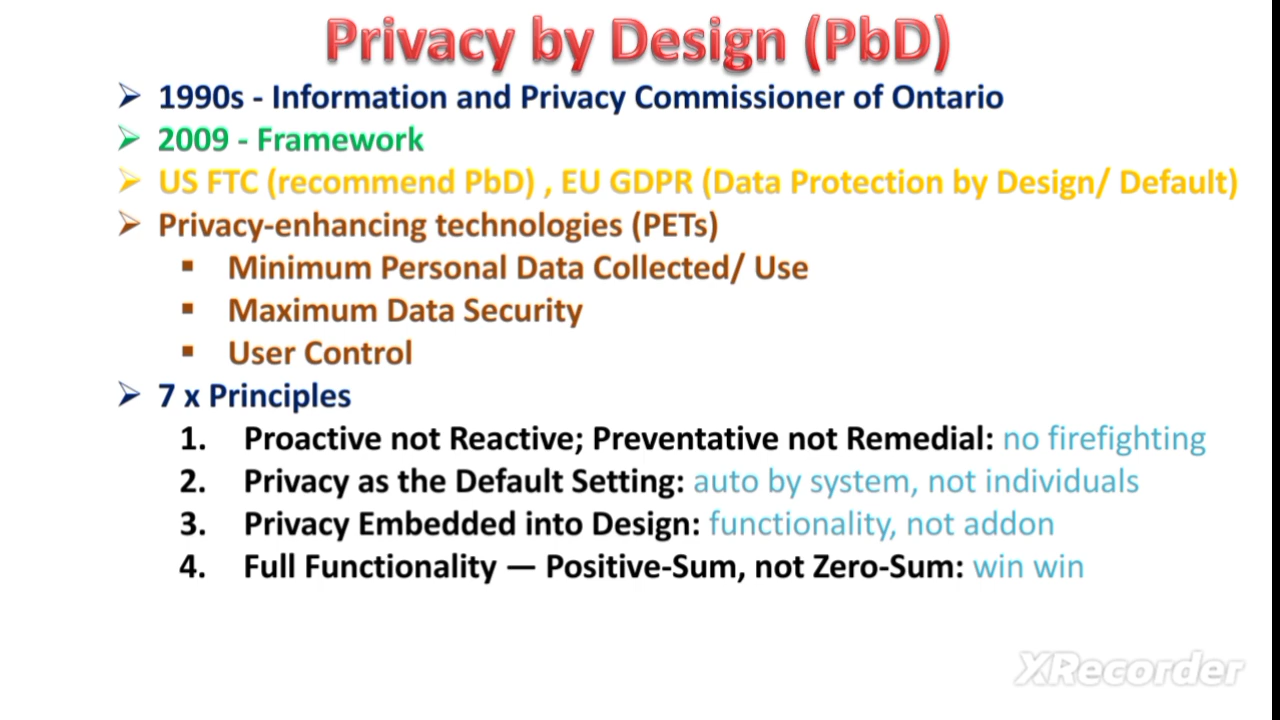 Privacy by Design (PbD)
1990s - Information and Privacy Commissioner of Ontario
2009 - Framework
US FTC (recommend PbD) , EU GDPR (Data Protection by Design/ Default)
Privacy-enhancing technologies (PETs)
Minimum Personal Data Collected/ Use
Maximum Data Security
User Control
7 x Principles
1. Proactive not Reactive; Preventative not Remedial: no firefighting
2. Privacy as the Default Setting: auto by system, not individuals
3. Privacy Embedded into Design: functionality, not addon
4. Full Functionality — Positive-Sum, not Zero-Sum: win win
XRecorder